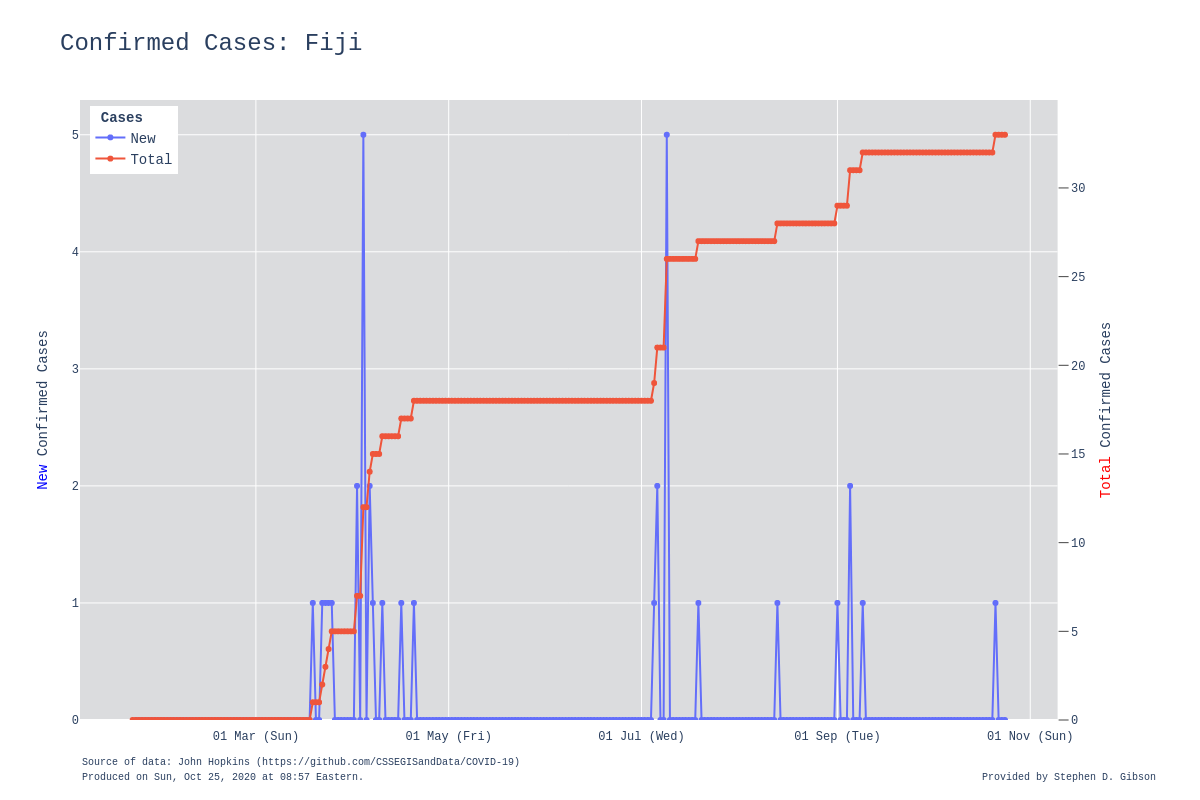 Confirmed Cases: Fiji
Cases
New
Total
5
4
3
2
1
0
New Confirmed Cases
30
25
20
15
10
5
0
Total Confirmed Cases
01 Mar (Sun)
01 May (Fri)
01 Jul (Wed)
01 Sep (Tue)
01 Nov (Sun)
Source of data: John Hopkins (https://github.com/CSSEGISandData/COVID-19)
Produced on Sun, Oct 25, 2020 at 08:57 Eastern.
Provided by Stephen D. Gibson